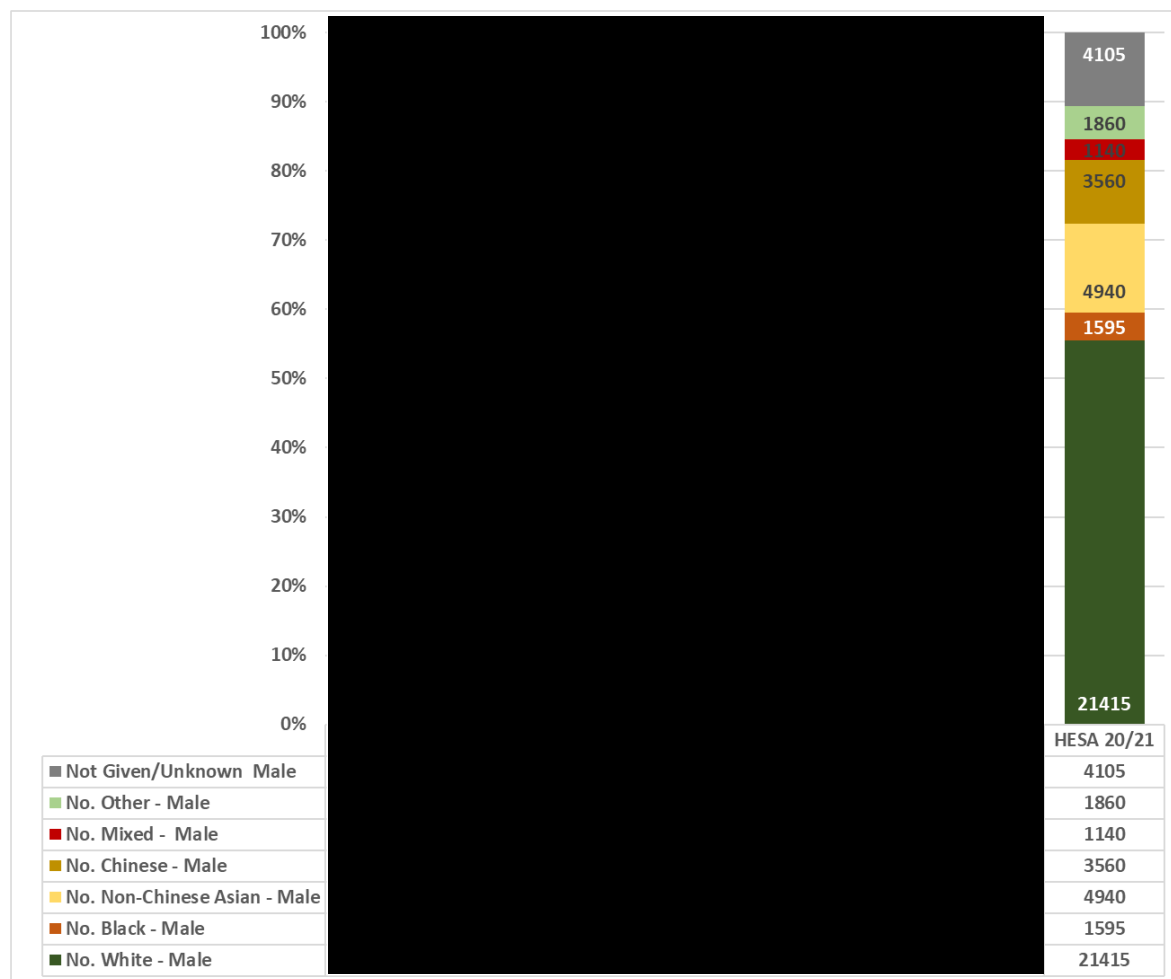 100%
90%
80%
70%
60%
50%
40%
30%
20%
10%
0%
4105
1860
1140
3560
4940
1595
21415
HESA 20/21
Not Given/Unknown Male 4105
No. Other - Male 1860
No. Mixed - Male 1140
No. Chinese - Male 3560
No. Non-Chinese Asian - Male 4940
No. Black - Male 1595
No. White - Male 21415